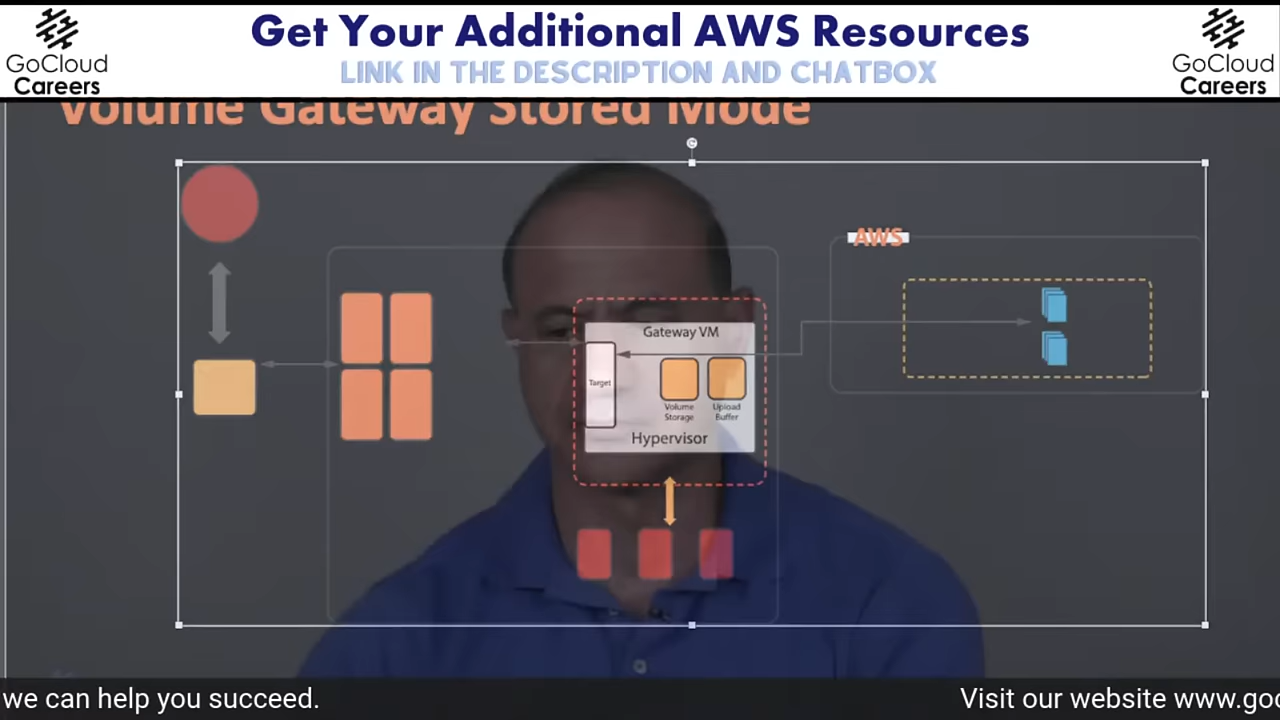 Get Your Additional AWS Resources
LINK IN THE DESCRIPTION AND CHATBOX
GoCloud
Careers
GoCloud
Careers
Volume Gateway Stored Mode
AWS
Gateway VM
Target
Volume
Storage
Upload
Buffer
Hypervisor
we can help you succeed.
Visit our website www.goc